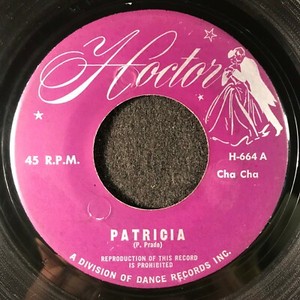 Hoctor
45 R.P.M.
H-664 A
Cha Cha
PATRICIA
(P. Prado)
REPRODUCTION OF THIS RECORD
IS PROHIBITED
A DIVISION OF DANCE RECORDS INC.